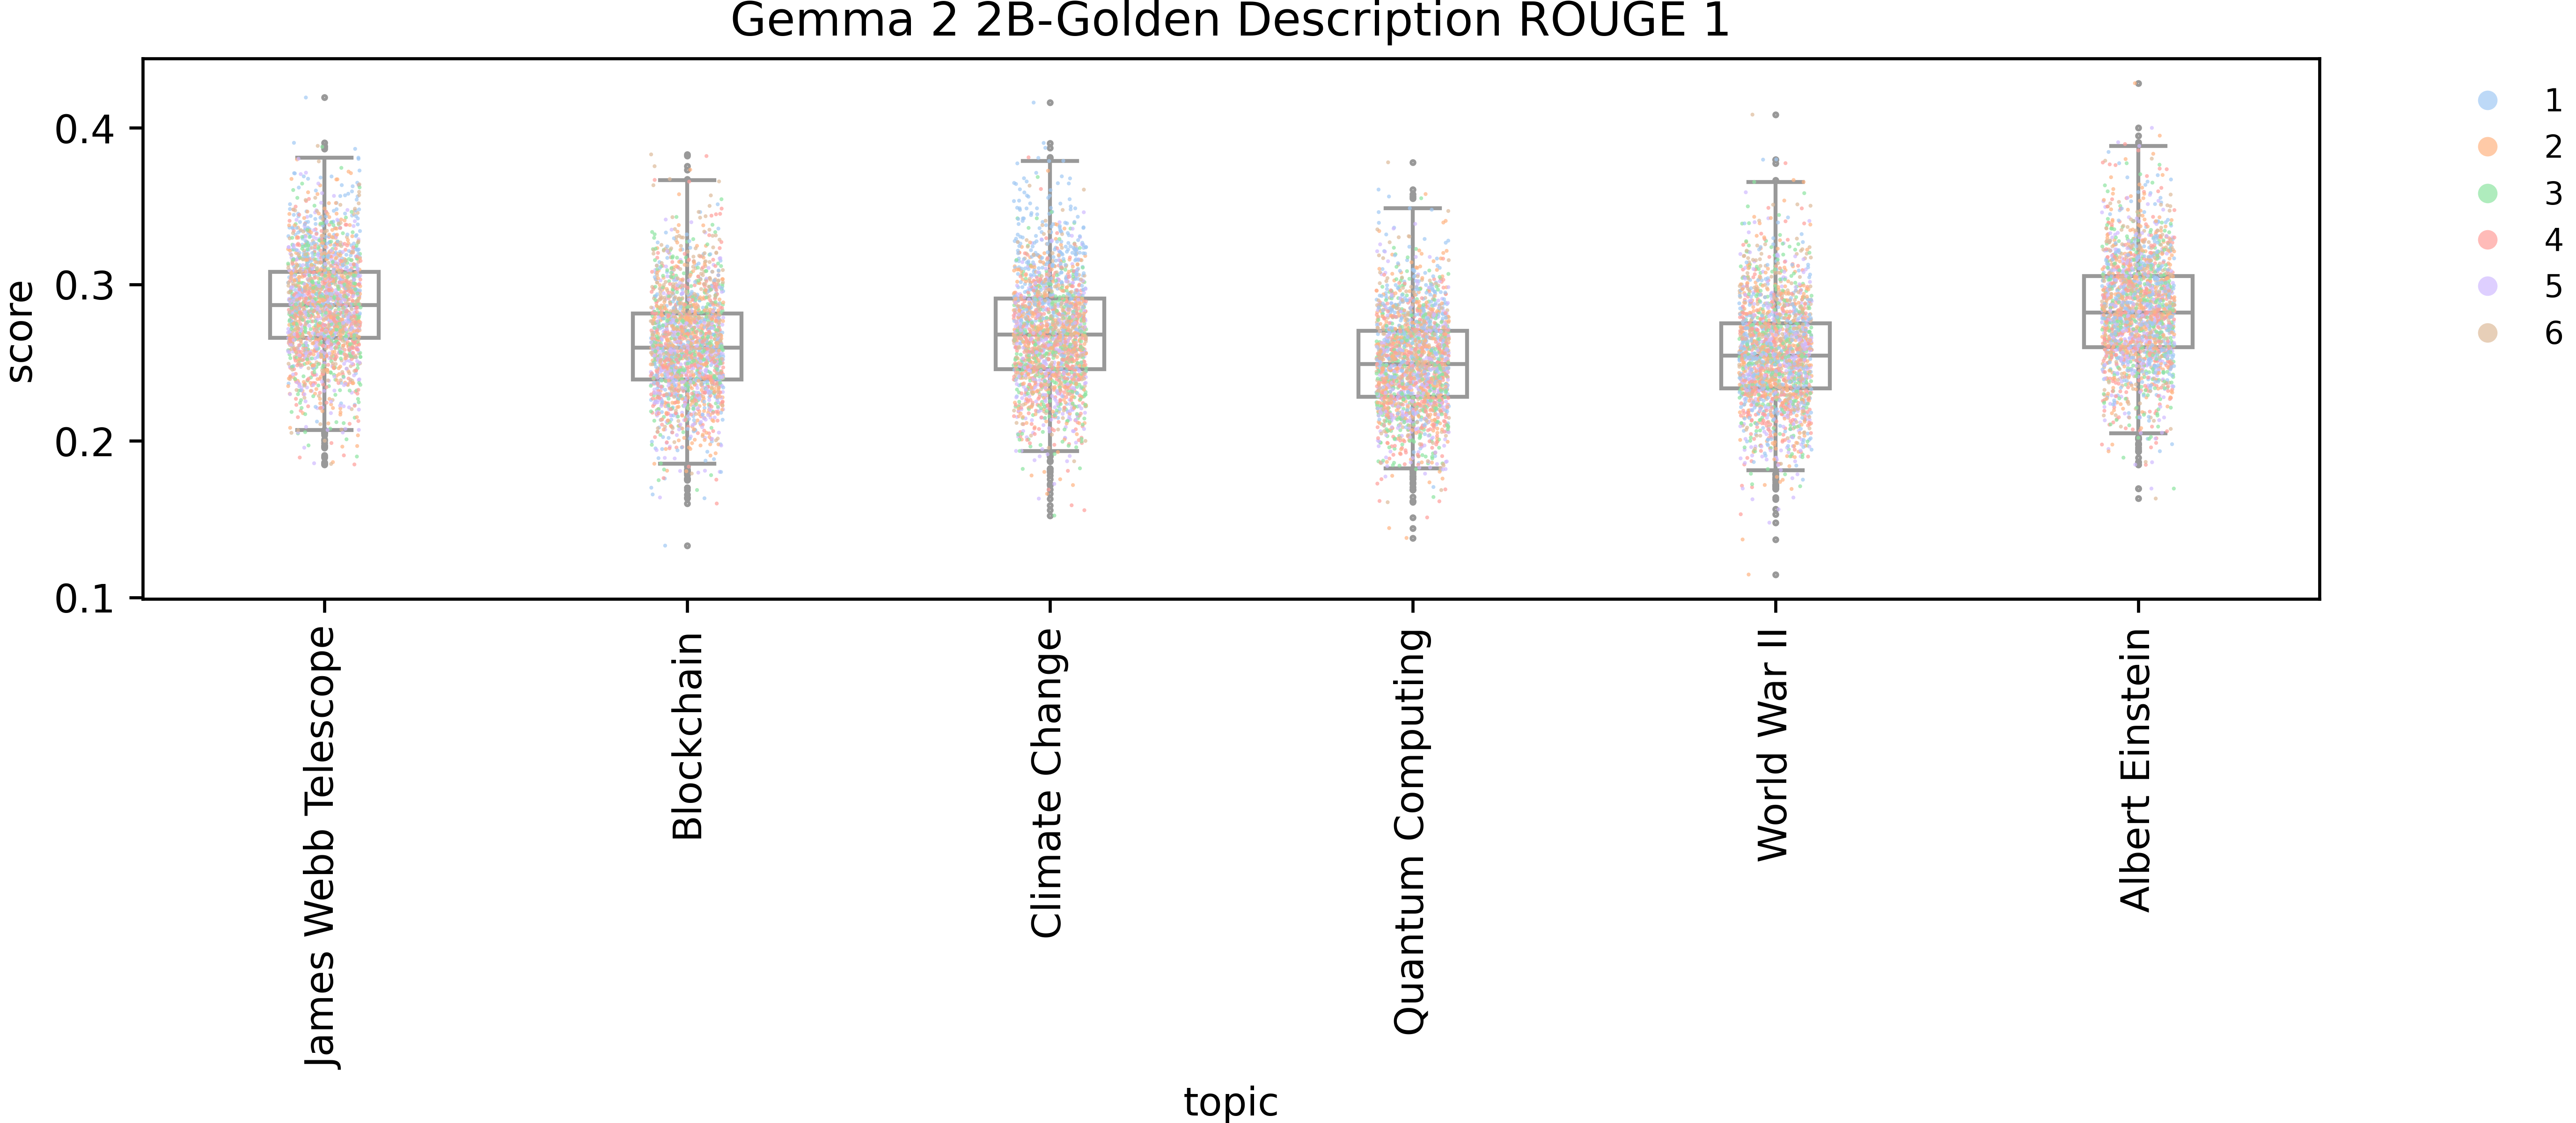 Gemma 2 2B-Golden Description ROUGE 1
score
0.4
0.3
0.2
0.1
James Webb Telescope
Blockchain
Climate Change
Quantum Computing
World War II
Albert Einstein
topic
1
2
3
4
5
6